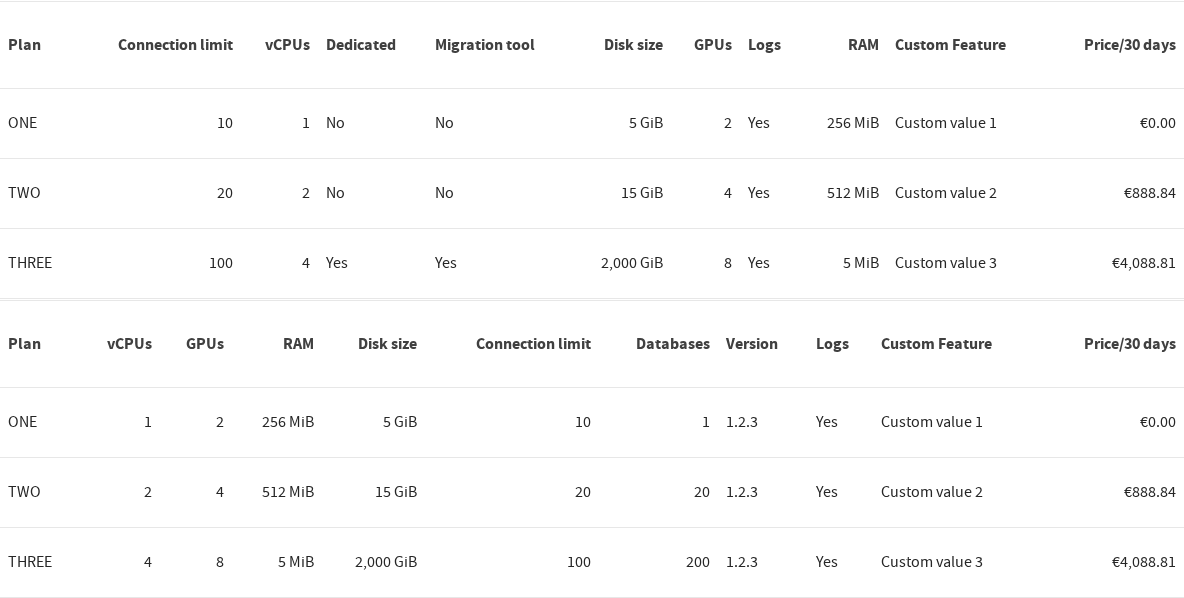 Plan Connection limit vCPUs Dedicated Migration tool Disk size GPUs Logs RAM Custom Feature Price/30 days
ONE 10 1 No No 5 GiB 2 Yes 256 MiB Custom value 1 €0.00
TWO 20 2 No No 15 GiB 4 Yes 512 MiB Custom value 2 €888.84
THREE 100 4 Yes Yes 2,000 GiB 8 Yes 5 MiB Custom value 3 €4,088.81
Plan vCPUs GPUs RAM Disk size Connection limit Databases Version Logs Custom Feature Price/30 days
ONE 1 2 256 MiB 5 GiB 10 1 1.2.3 Yes Custom value 1 €0.00
TWO 2 4 512 MiB 15 GiB 20 20 1.2.3 Yes Custom value 2 €888.84
THREE 4 8 5 MiB 2,000 GiB 100 200 1.2.3 Yes Custom value 3 €4,088.81